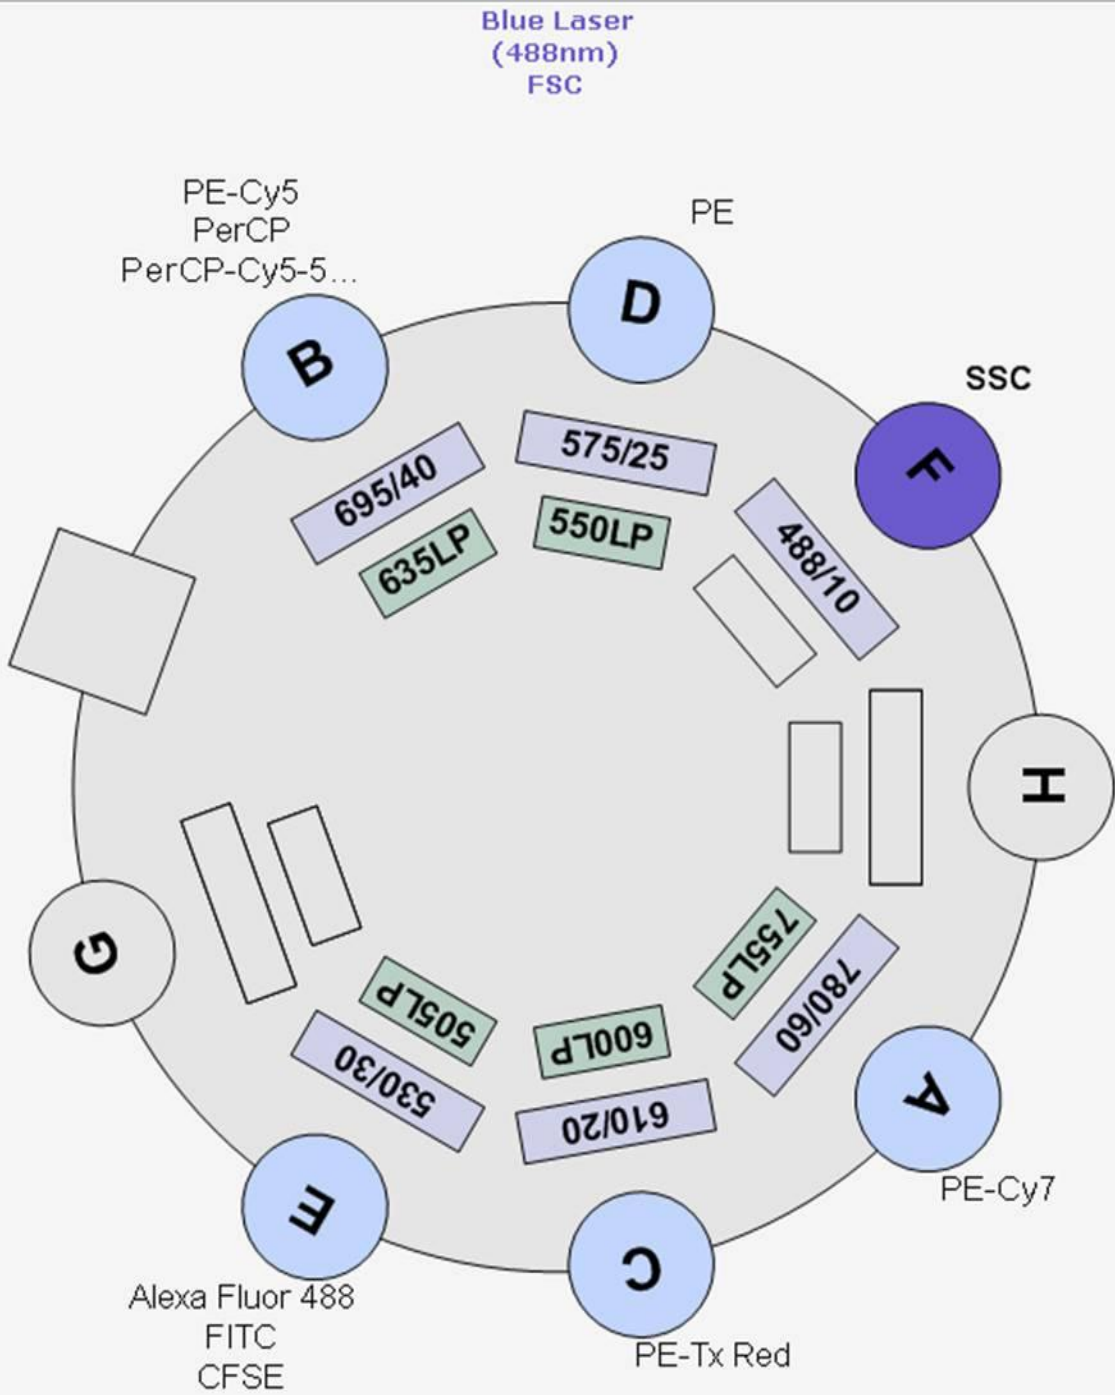 Blue Laser
(488nm)
FSC
PE-Cy5
PerCP
PerCP-Cy5-5...
PE
SSC
B
D
F
695/40
575/25
488/10
635LP
550LP
H
G
755LP
780/60
505LP
600LP
530/30
610/20
A
E
C
PE-Cy7
Alexa Fluor 488
FITC
CFSE
PE-Tx Red